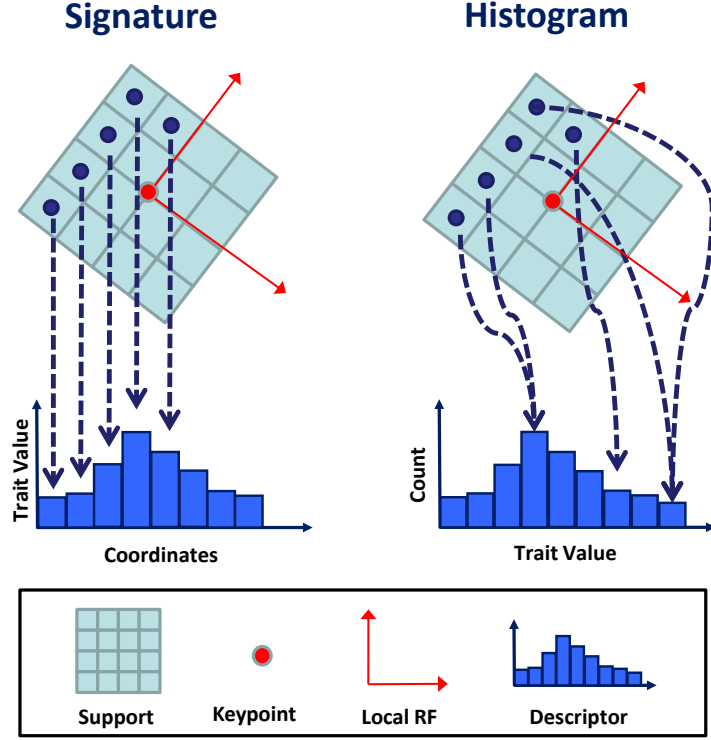 Signature
Histogram
Trait Value
Coordinates
Count
Trait Value
Support
Keypoint
Local RF
Descriptor